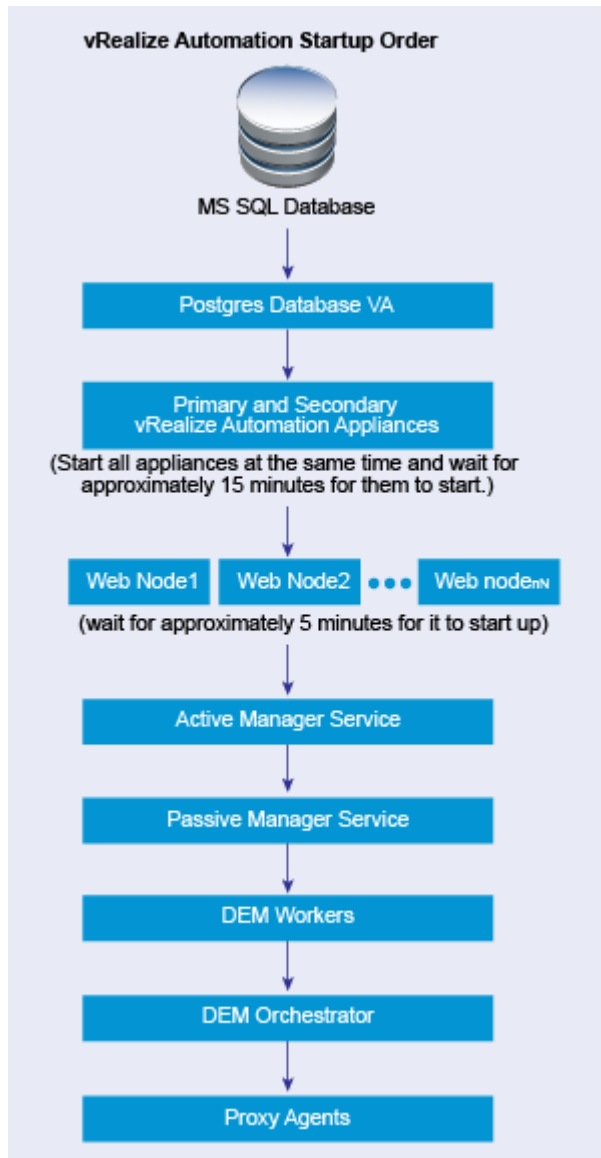 vRealize Automation Startup Order
MS SQL Database
Postgres Database VA
Primary and Secondary
vRealize Automation Appliances
(Start all appliances at the same time and wait for
approximately 15 minutes for them to start.)
Web Node1 Web Node2 ●●● Web nodenN
(wait for approximately 5 minutes for it to start up)
Active Manager Service
Passive Manager Service
DEM Workers
DEM Orchestrator
Proxy Agents